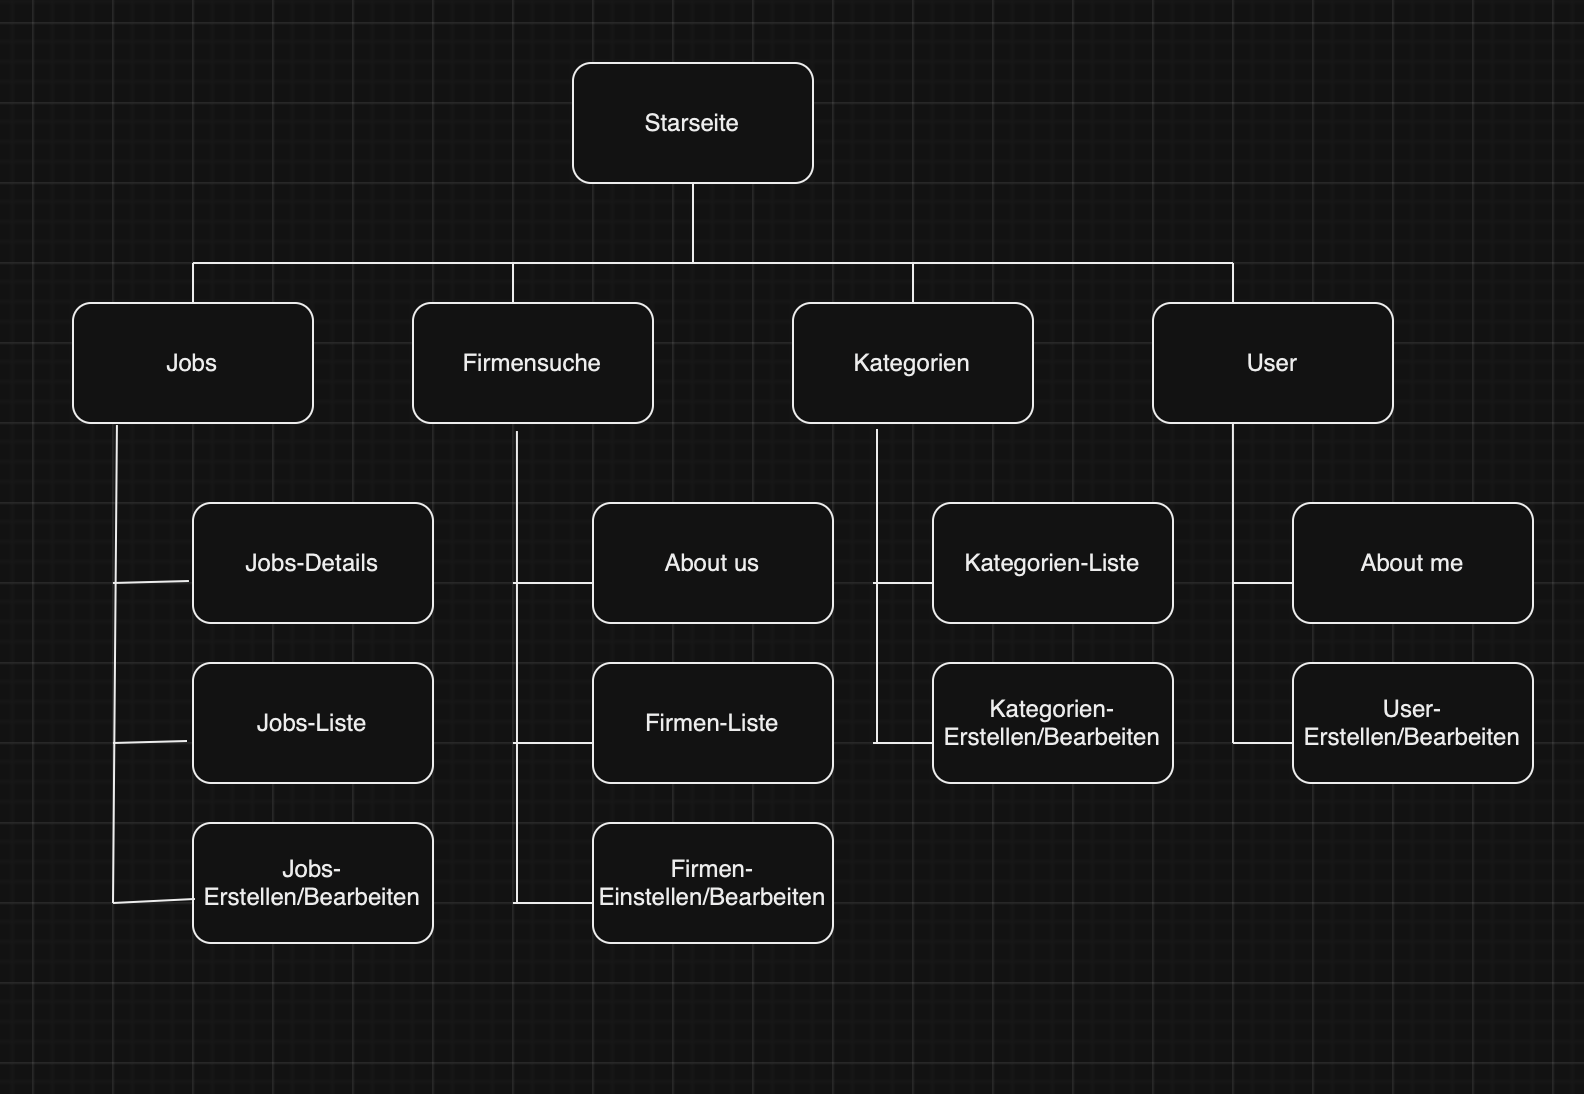 Starseite
Jobs
Firmensuche
Kategorien
User
Jobs-Details
About us
Kategorien-Liste
About me
Jobs-Liste
Firmen-Liste
Kategorien-
Erstellen/Bearbeiten
User-
Erstellen/Bearbeiten
Jobs-
Erstellen/Bearbeiten
Firmen-
Einstellen/Bearbeiten